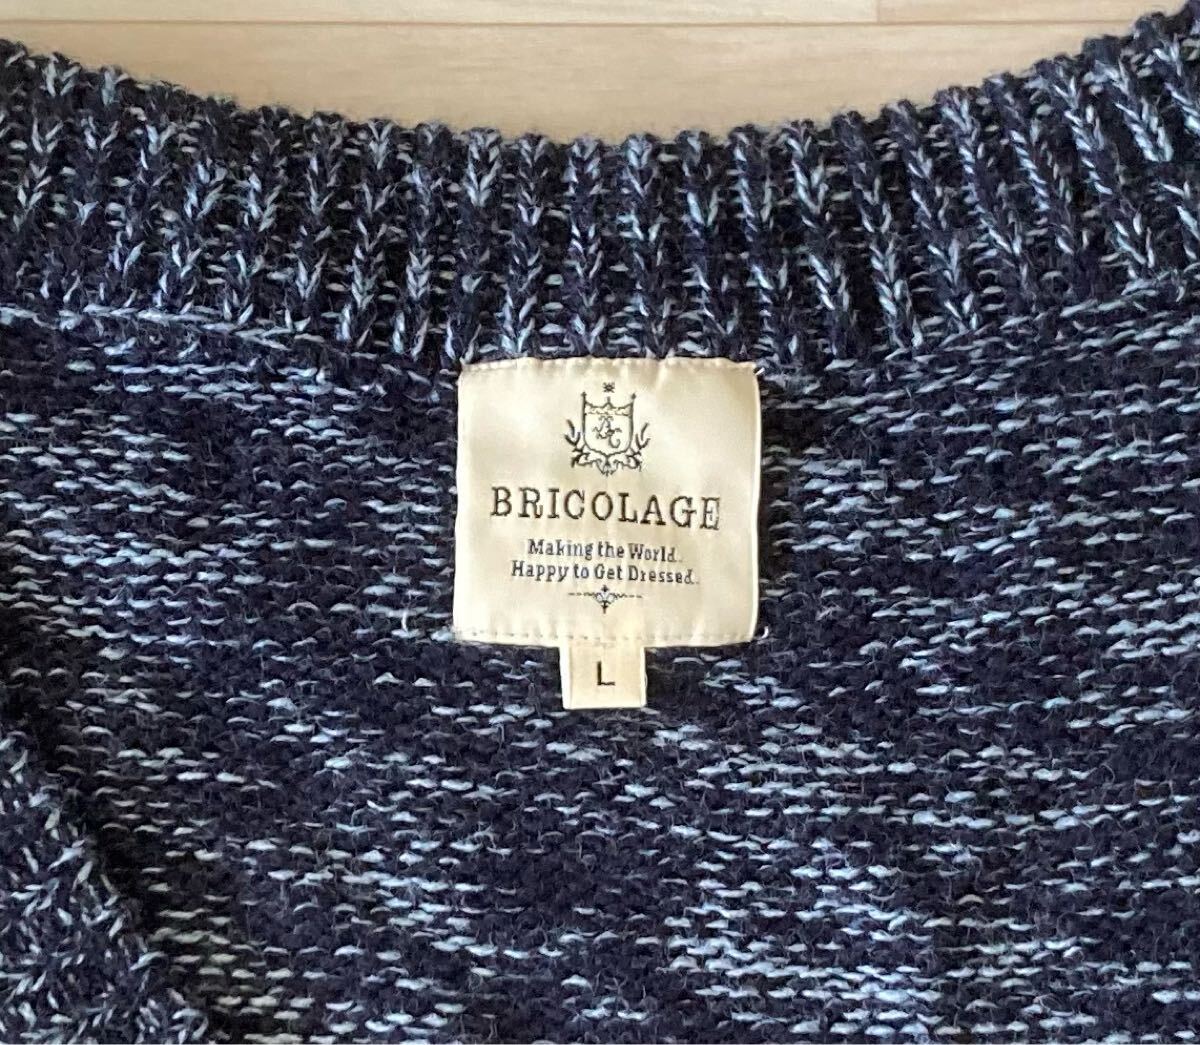 BRICOLAGE
Making the World.
Happy to Get Dressed.
L